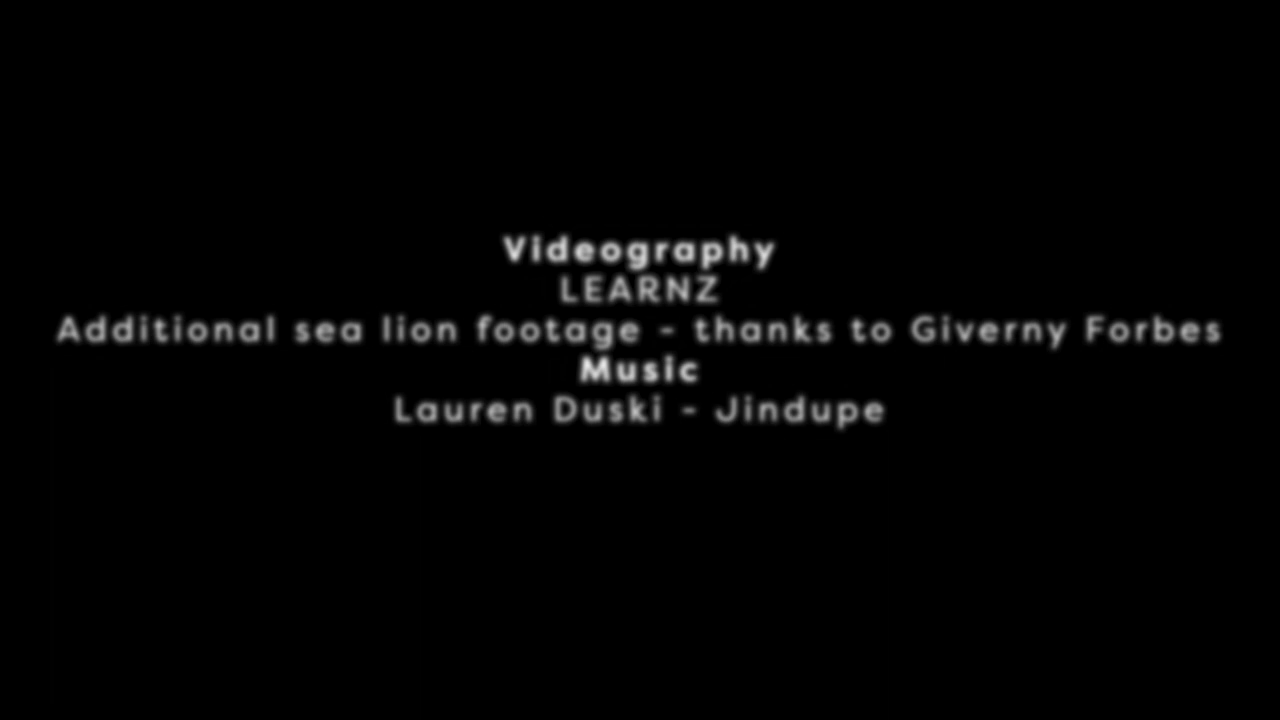 Videography
LEARNZ
Additional sea lion footage - thanks to Giverny Forbes
Music
Lauren Duski - Jindupe